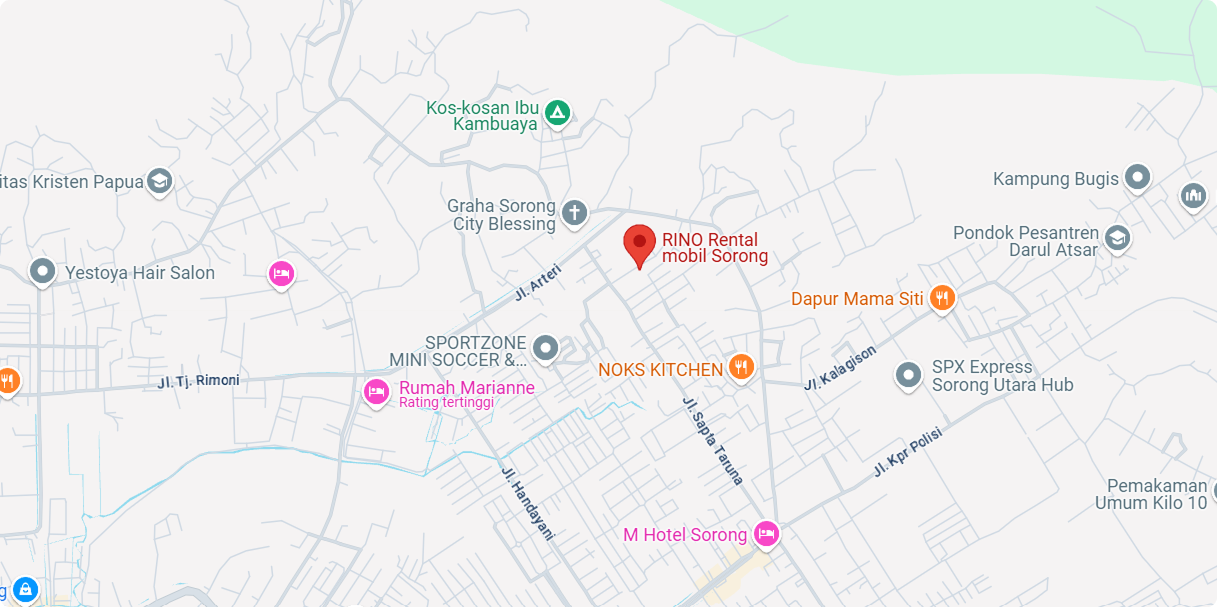 Kos-kosan Ibu
Kambuaya
itas Kristen Papua
Kampung Bugis
Graha Sorong
City Blessing
Pondok Pesantren
Darul Atsar
RINO Rental
mobil Sorong
Yestoya Hair Salon
Jl. Arteri
Dapur Mama Siti
SPORTZONE
MINI SOCCER &...
NOKS KITCHEN
Jl. Kalagison
SPX Express
Sorong Utara Hub
Jl. Tj. Rimoni
Rumah Marianne
Rating tertinggi
Jl. Sapta Taruna
Jl. Kpr Polisi
Jl. Handayani
Pemakaman
Umum Kilo 10
M Hotel Sorong
g